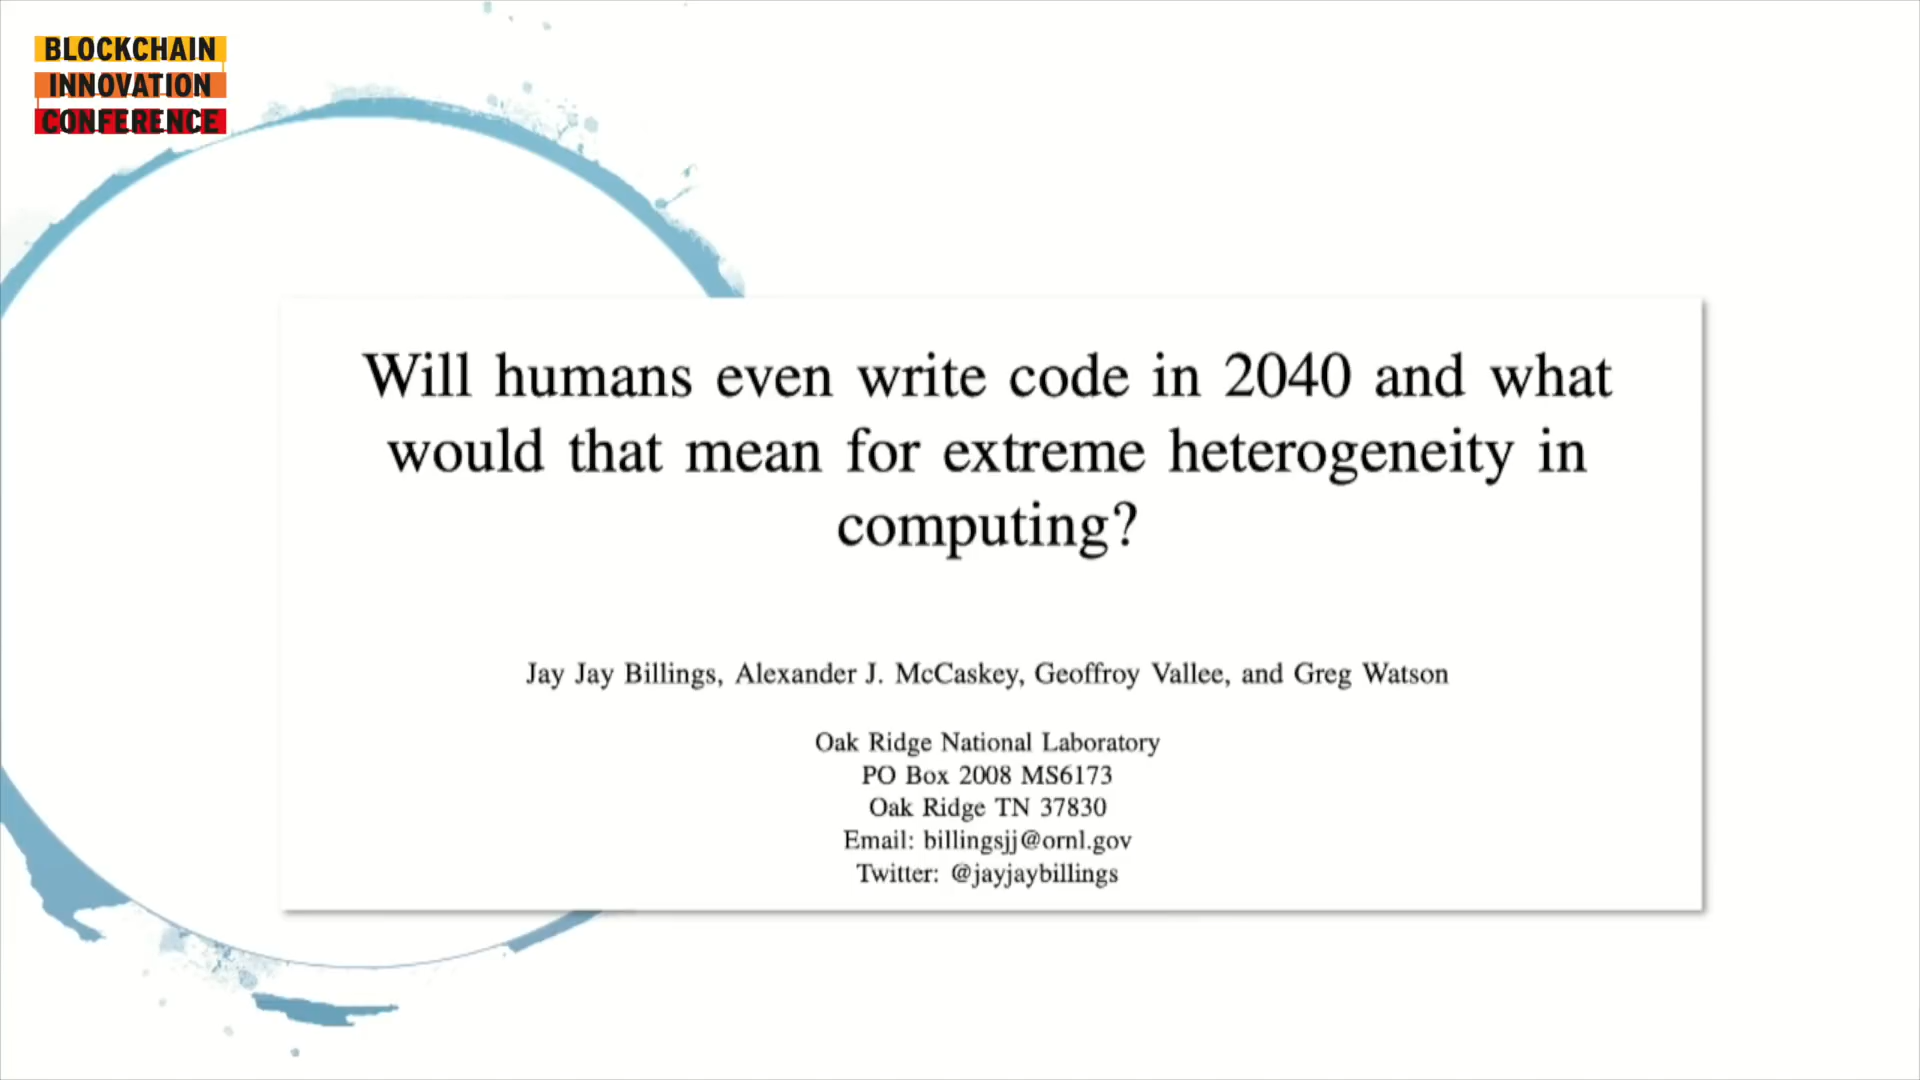 BLOCKCHAIN
INNOVATION
CONFERENCE
Will humans even write code in 2040 and what
would that mean for extreme heterogeneity in
computing?
Jay Jay Billings, Alexander J. McCaskey, Geoffroy Vallee, and Greg Watson
Oak Ridge National Laboratory
PO Box 2008 MS6173
Oak Ridge TN 37830
Email: billingsjj@ornl.gov
Twitter: @jayjaybillings